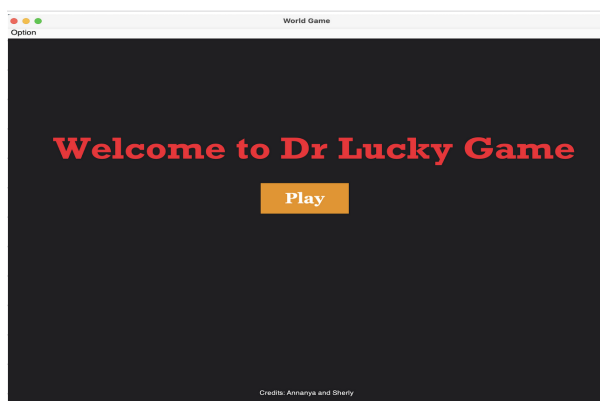 World Game
Option
Welcome to Dr Lucky Game
Play
Credits: Annanya and Sherly